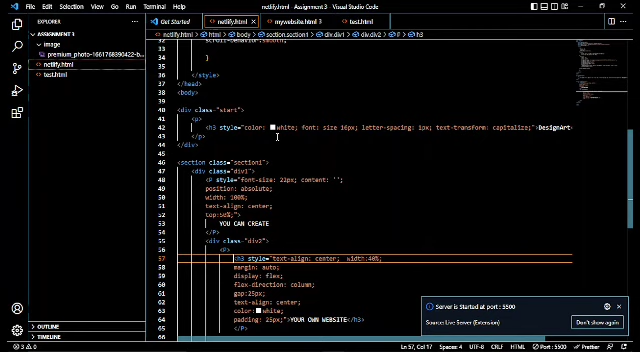 File Edit Selection View Go Run Terminal Help
netlify.html - Assignment 3 - Visual Studio Code
EXPLORER
Get Started
netlify.html
mywebsite.html 3
test.html
ASSIGNMENT 3
image
premium_photo-1661768390422-b...
netlify.html
test.html
netlify.html > html > body > section.section1 > div.div1 > div.div2 > P > h3
32 scroll-behavior:smooth;
33
34 }
35
36 </style>
37 </head>
38 <body>
39
40 <div class="start">
41 <p>
42 <h3 style="color: white; font: size 16px; letter-spacing: 1px; text-transform: capitalize;">DesignArt
43 </p>
44 </div>
45
46 <section class="section1">
47 <div class="div1">
48 <P style="font-size: 22px; content: '';
49 position: absolute;
50 width: 100%;
51 text-align: center;
52 top:50%;">
53 YOU CAN CREATE
54 </P>
55 <div class="div2">
56 <P>
57 <h3 style="text-align: center; width:40%;
58 margin: auto;
59 display: flex;
60 flex-direction: column;
61 gap:25px;
62 text-align: center;
63 color: white;
64 padding: 25px;">YOUR OWN WEBSITE</h3>
65 </P>
66
Server is Started at port : 5500
Source: Live Server (Extension)
Don't show again
OUTLINE
TIMELINE
3 0
Ln 57, Col 17
Spaces: 4
UTF-8
CRLF
HTML
Port : 5500
Prettier